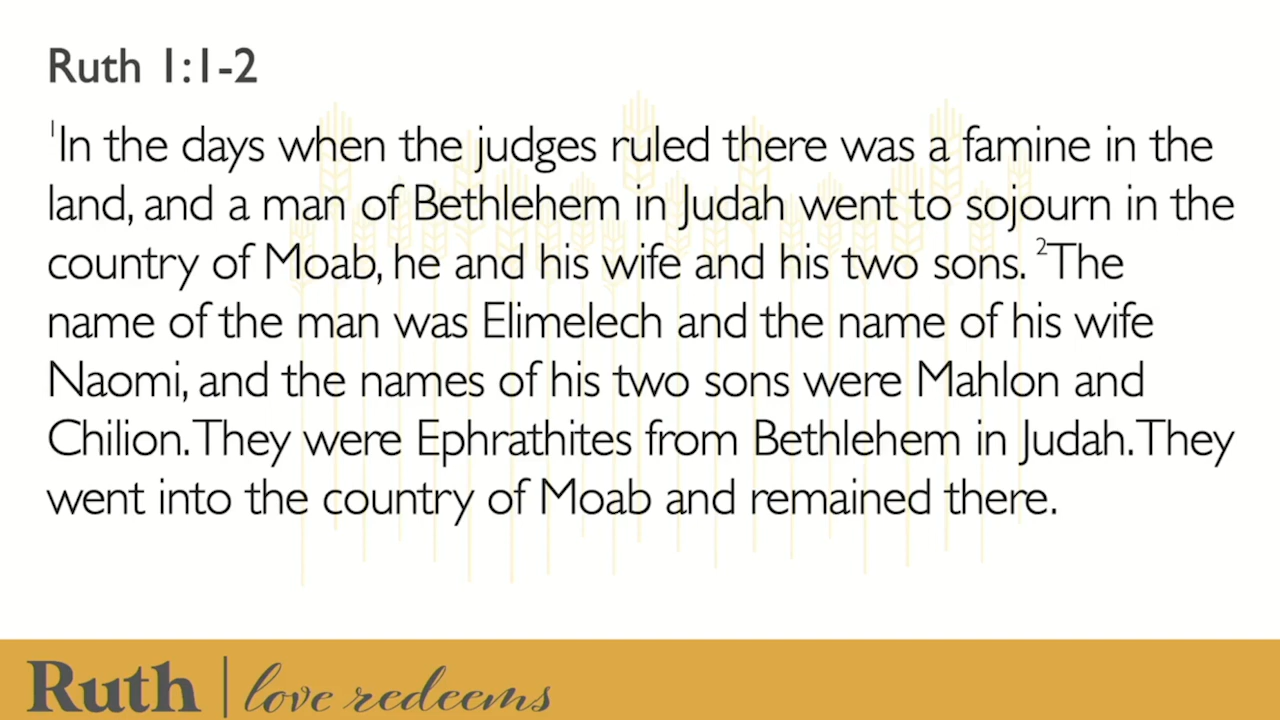 Ruth 1:1-2
¹In the days when the judges ruled there was a famine in the
land, and a man of Bethlehem in Judah went to sojourn in the
country of Moab, he and his wife and his two sons. ²The
name of the man was Elimelech and the name of his wife
Naomi, and the names of his two sons were Mahlon and
Chilion. They were Ephrathites from Bethlehem in Judah. They
went into the country of Moab and remained there.
Ruth | love redeems